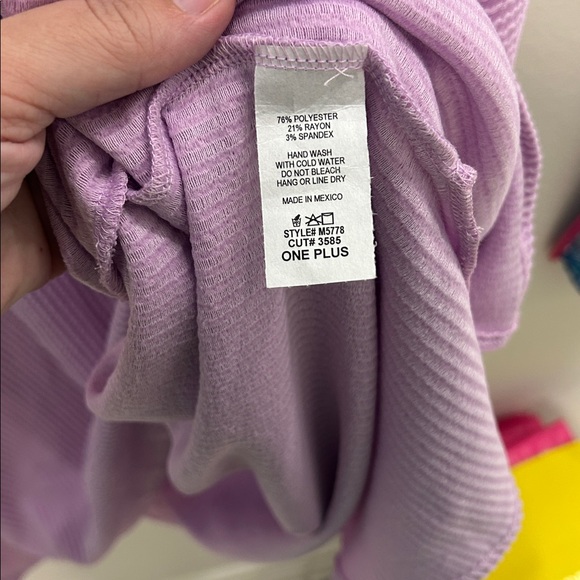 76% POLYESTER
21% RAYON
3% SPANDEX
HAND WASH
WITH COLD WATER
DO NOT BLEACH
HANG OR LINE DRY
MADE IN MEXICO
STYLE# M5778
CUT# 3585
ONE PLUS